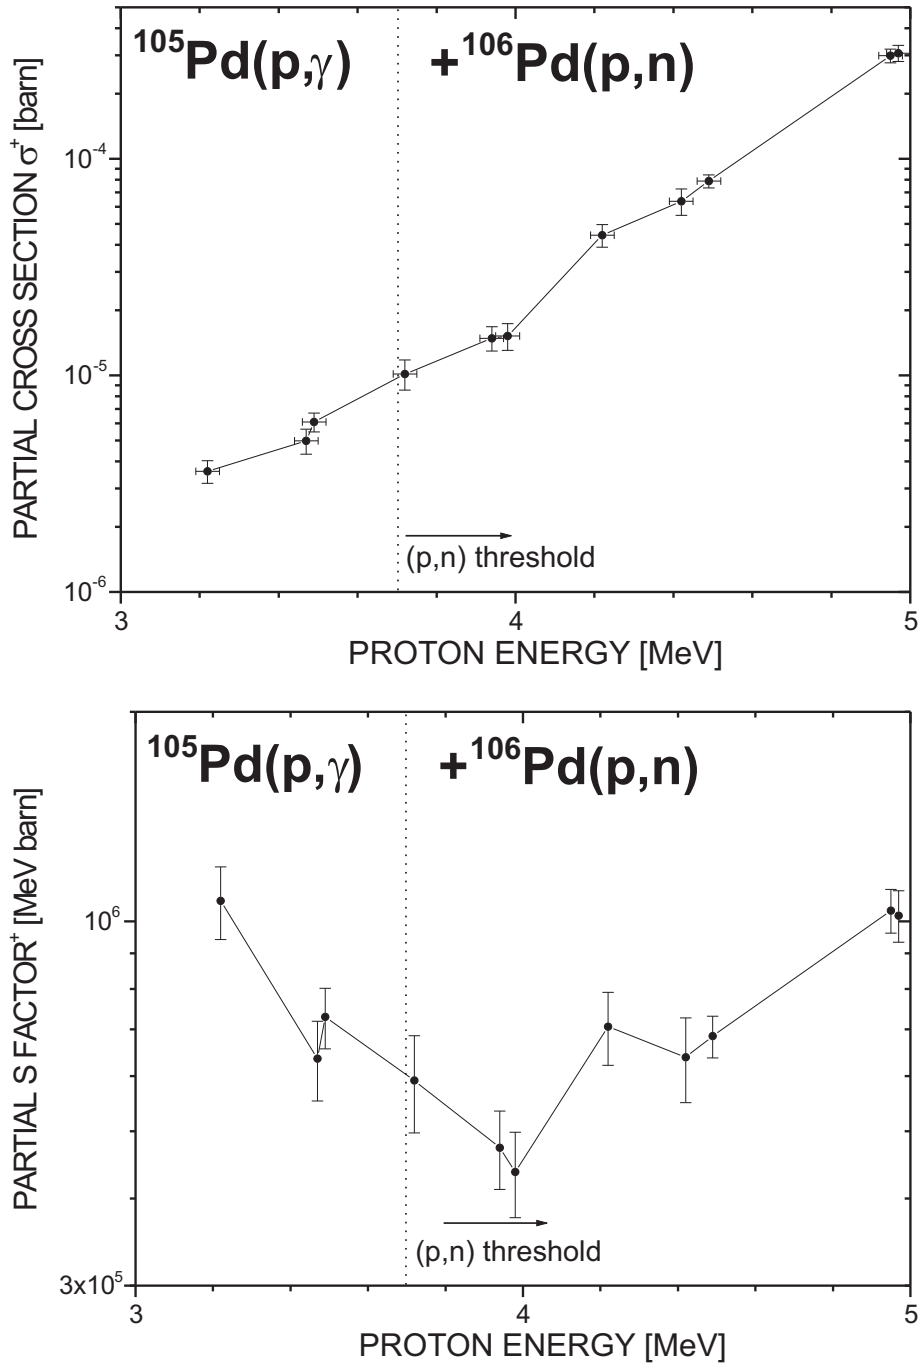 ¹⁰⁵Pd(p,γ) +¹⁰⁶Pd(p,n)
PARTIAL CROSS SECTION σ⁺ [barn]
10⁻⁴
10⁻⁵
10⁻⁶
(p,n) threshold
3 4 5
PROTON ENERGY [MeV]
¹⁰⁵Pd(p,γ) +¹⁰⁶Pd(p,n)
PARTIAL S FACTOR⁺ [MeV barn]
10⁶
3x10⁵
(p,n) threshold
3 4 5
PROTON ENERGY [MeV]